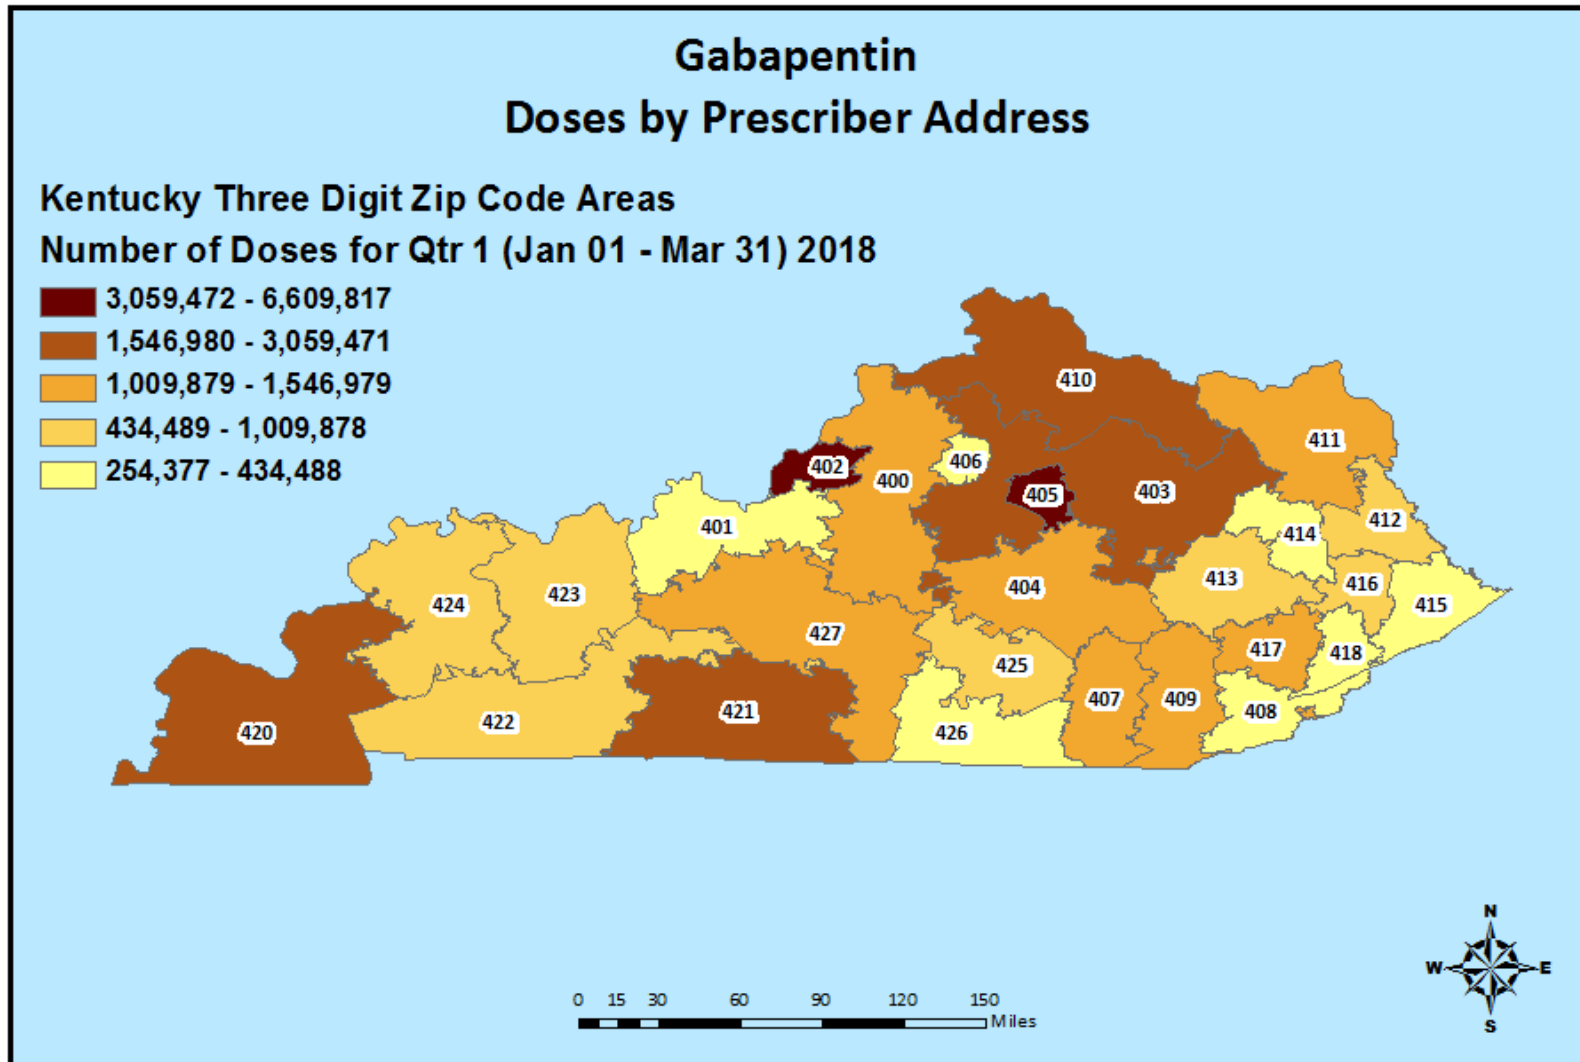 Gabapentin
Doses by Prescriber Address
Kentucky Three Digit Zip Code Areas
Number of Doses for Qtr 1 (Jan 01 - Mar 31) 2018
3,059,472 - 6,609,817
1,546,980 - 3,059,471
1,009,879 - 1,546,979
434,489 - 1,009,878
254,377 - 434,488
410
411
406
402
400
403
405
412
401
414
413
416
404
423
424
415
427
417
418
425
407
409
408
421
422
420
426
N
W E
S
0 15 30 60 90 120 150
Miles